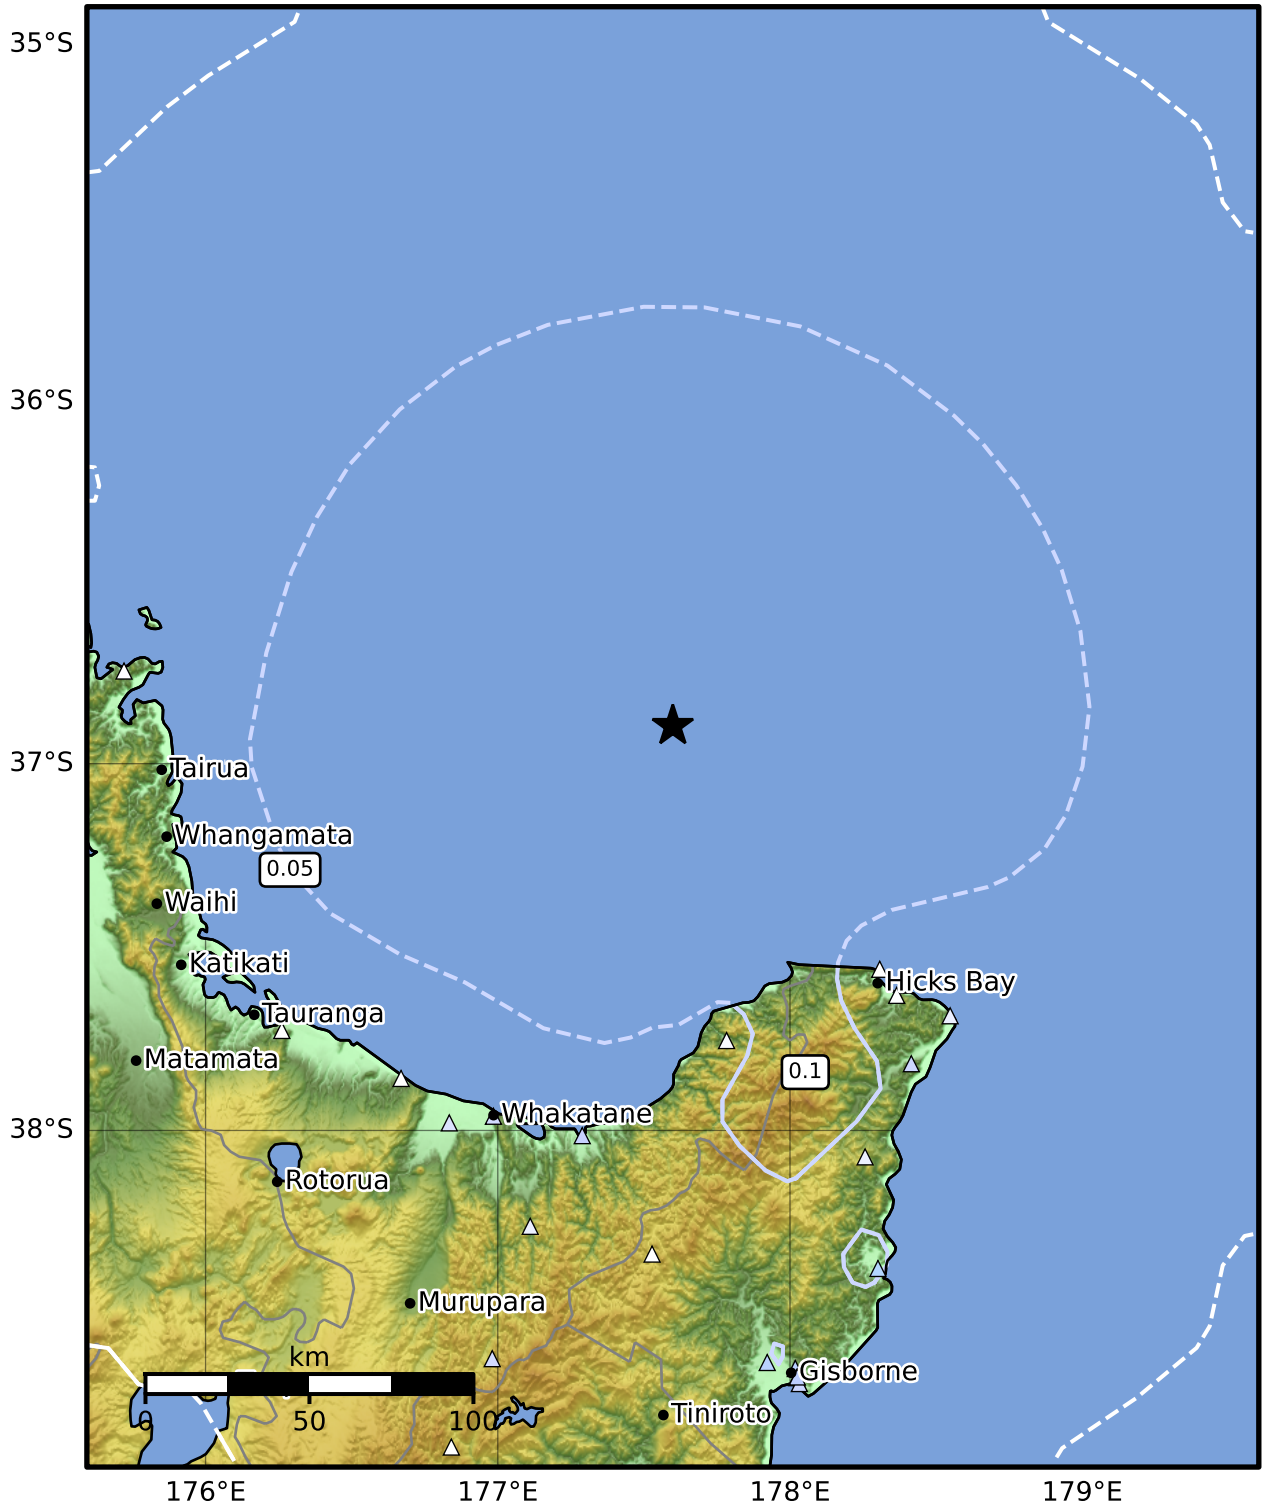 35°S
36°S
37°S
Tairua
Whangamata
0.05
Waihi
Katikati
Hicks Bay
Tauranga
Matamata
0.1
Whakatane
38°S
Rotorua
Murupara
km
Gisborne
Tiniroto
0 50 100
176°E 177°E 178°E 179°E